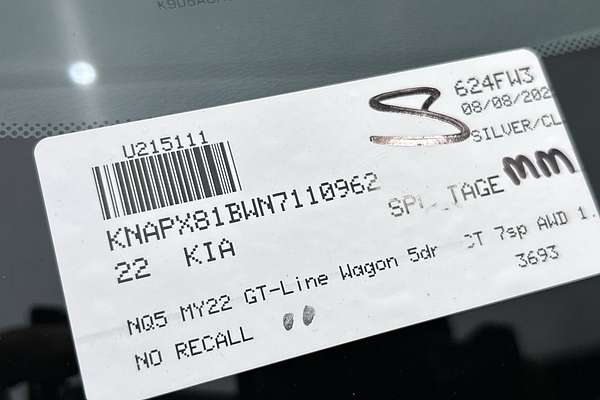 U215111
624FW3
08/08/202
SILVER/CL
S
MM
KNAPX81BWN7110962
22 KIA
NQ5 MY22 GT-Line Wagon 5dr 7sp AWD 1.
NO RECALL
3693